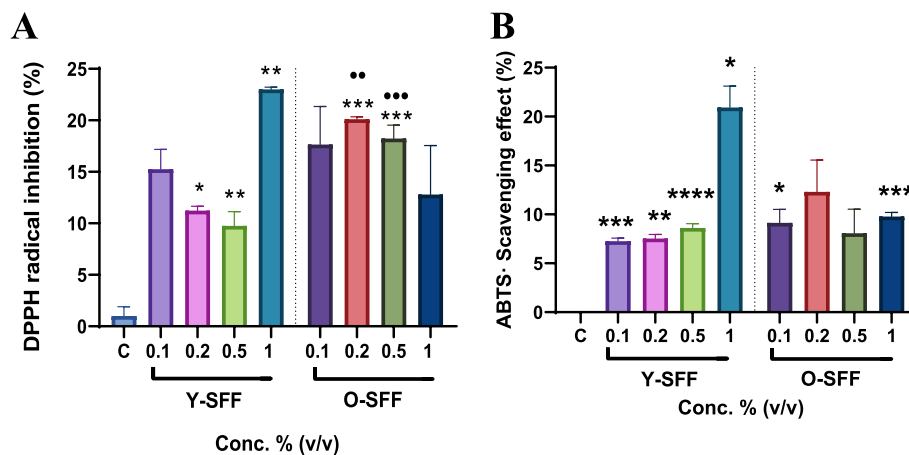 A
DPPH radical inhibition (%)
25
20
15
10
5
0
** 
*
**
••
***
•••
***
C 0.1 0.2 0.5 1 0.1 0.2 0.5 1
Y-SFF O-SFF
Conc. % (v/v)
B
ABTS· Scavenging effect (%)
25
20
15
10
5
0
*
***
**
****
*
***
C 0.1 0.2 0.5 1 0.1 0.2 0.5 1
Y-SFF O-SFF
Conc. % (v/v)